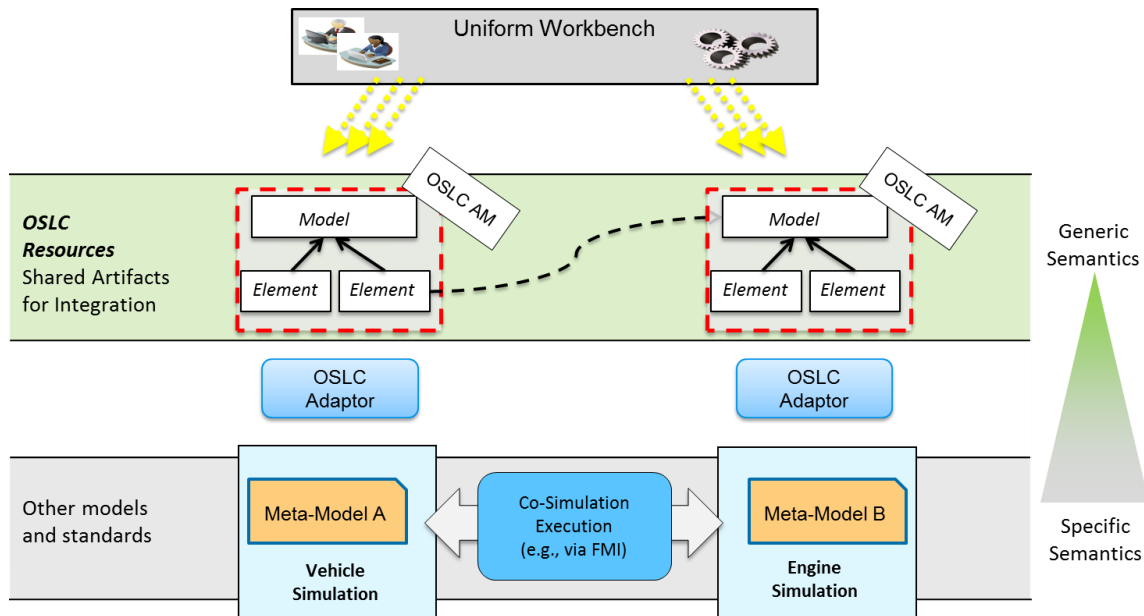 Uniform Workbench
OSLC AM
OSLC AM
OSLC
Resources
Shared Artifacts
for Integration
Model
Element
Element
Model
Element
Element
Generic
Semantics
OSLC
Adaptor
OSLC
Adaptor
Other models
and standards
Meta-Model A
Vehicle
Simulation
Co-Simulation
Execution
(e.g., via FMI)
Meta-Model B
Engine
Simulation
Specific
Semantics